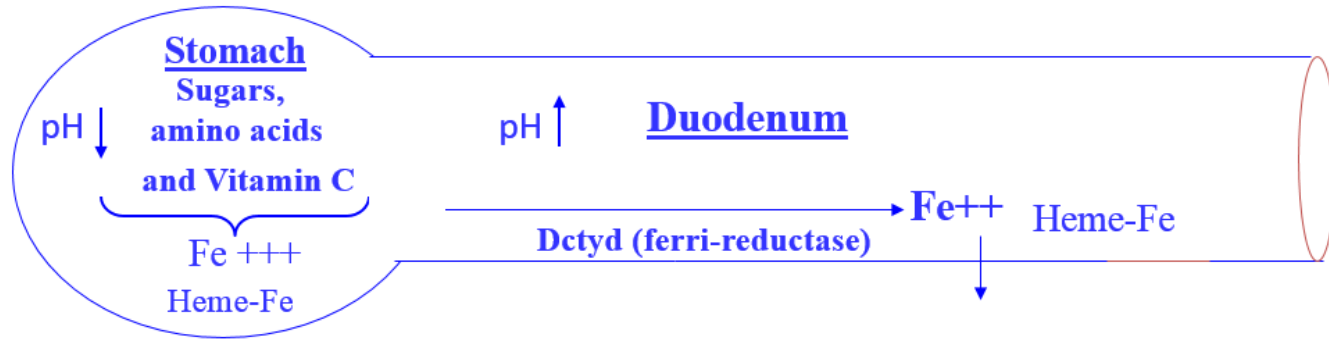 Stomach
Sugars,
amino acids
and Vitamin C
pH
Fe +++
Heme-Fe
pH
Duodenum
Dctyd (ferri-reductase)
Fe++
Heme-Fe